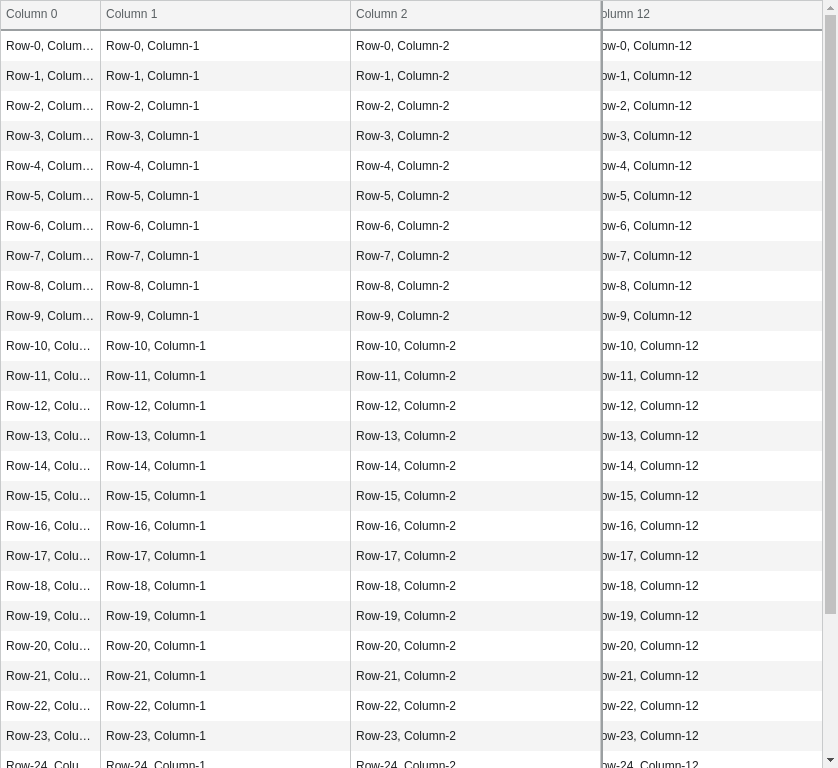 Column 0 Column 1 Column 2 olumn 12
Row-0, Colum… Row-0, Column-1 Row-0, Column-2 ow-0, Column-12
Row-1, Colum… Row-1, Column-1 Row-1, Column-2 ow-1, Column-12
Row-2, Colum… Row-2, Column-1 Row-2, Column-2 ow-2, Column-12
Row-3, Colum… Row-3, Column-1 Row-3, Column-2 ow-3, Column-12
Row-4, Colum… Row-4, Column-1 Row-4, Column-2 ow-4, Column-12
Row-5, Colum… Row-5, Column-1 Row-5, Column-2 ow-5, Column-12
Row-6, Colum… Row-6, Column-1 Row-6, Column-2 ow-6, Column-12
Row-7, Colum… Row-7, Column-1 Row-7, Column-2 ow-7, Column-12
Row-8, Colum… Row-8, Column-1 Row-8, Column-2 ow-8, Column-12
Row-9, Colum… Row-9, Column-1 Row-9, Column-2 ow-9, Column-12
Row-10, Colu… Row-10, Column-1 Row-10, Column-2 ow-10, Column-12
Row-11, Colu… Row-11, Column-1 Row-11, Column-2 ow-11, Column-12
Row-12, Colu… Row-12, Column-1 Row-12, Column-2 ow-12, Column-12
Row-13, Colu… Row-13, Column-1 Row-13, Column-2 ow-13, Column-12
Row-14, Colu… Row-14, Column-1 Row-14, Column-2 ow-14, Column-12
Row-15, Colu… Row-15, Column-1 Row-15, Column-2 ow-15, Column-12
Row-16, Colu… Row-16, Column-1 Row-16, Column-2 ow-16, Column-12
Row-17, Colu… Row-17, Column-1 Row-17, Column-2 ow-17, Column-12
Row-18, Colu… Row-18, Column-1 Row-18, Column-2 ow-18, Column-12
Row-19, Colu… Row-19, Column-1 Row-19, Column-2 ow-19, Column-12
Row-20, Colu… Row-20, Column-1 Row-20, Column-2 ow-20, Column-12
Row-21, Colu… Row-21, Column-1 Row-21, Column-2 ow-21, Column-12
Row-22, Colu… Row-22, Column-1 Row-22, Column-2 ow-22, Column-12
Row-23, Colu… Row-23, Column-1 Row-23, Column-2 ow-23, Column-12
Row-24, Colu… Row-24, Column-1 Row-24, Column-2 ow-24, Column-12